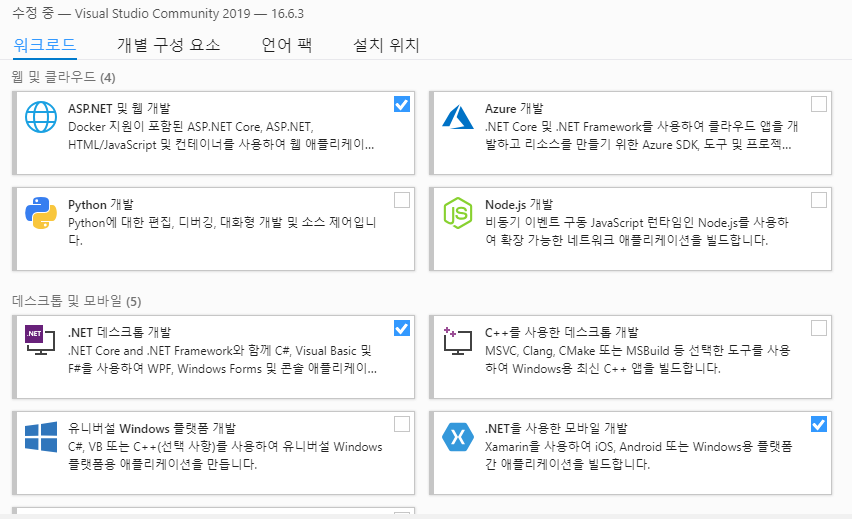 수정 중 — Visual Studio Community 2019 — 16.6.3
워크로드 개별 구성 요소 언어 팩 설치 위치
웹 및 클라우드 (4)
ASP.NET 및 웹 개발
Docker 지원이 포함된 ASP.NET Core, ASP.NET,
HTML/JavaScript 및 컨테이너를 사용하여 웹 애플리케이...
Azure 개발
.NET Core 및 .NET Framework를 사용하여 클라우드 앱을 개
발하고 리소스를 만들기 위한 Azure SDK, 도구 및 프로젝...
Python 개발
Python에 대한 편집, 디버깅, 대화형 개발 및 소스 제어입니
다.
Node.js 개발
비동기 이벤트 구동 JavaScript 런타임인 Node.js를 사용하
여 확장 가능한 네트워크 애플리케이션을 빌드합니다.
데스크톱 및 모바일 (5)
.NET
.NET 데스크톱 개발
.NET Core and .NET Framework와 함께 C#, Visual Basic 및
F#을 사용하여 WPF, Windows Forms 및 콘솔 애플리케이...
C++를 사용한 데스크톱 개발
MSVC, Clang, CMake 또는 MSBuild 등 선택한 도구를 사용
하여 Windows용 최신 C++ 앱을 빌드합니다.
유니버설 Windows 플랫폼 개발
C#, VB 또는 C++(선택 사항)를 사용하여 유니버설 Windows
플랫폼용 애플리케이션을 만듭니다.
.NET을 사용한 모바일 개발
Xamarin을 사용하여 iOS, Android 또는 Windows용 플랫폼
간 애플리케이션을 빌드합니다.